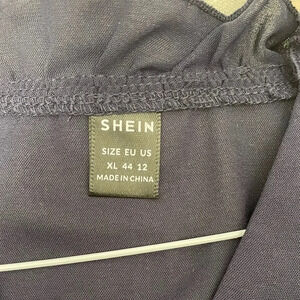 SHEIN
SIZE EU US
XL 44 12
MADE IN CHINA